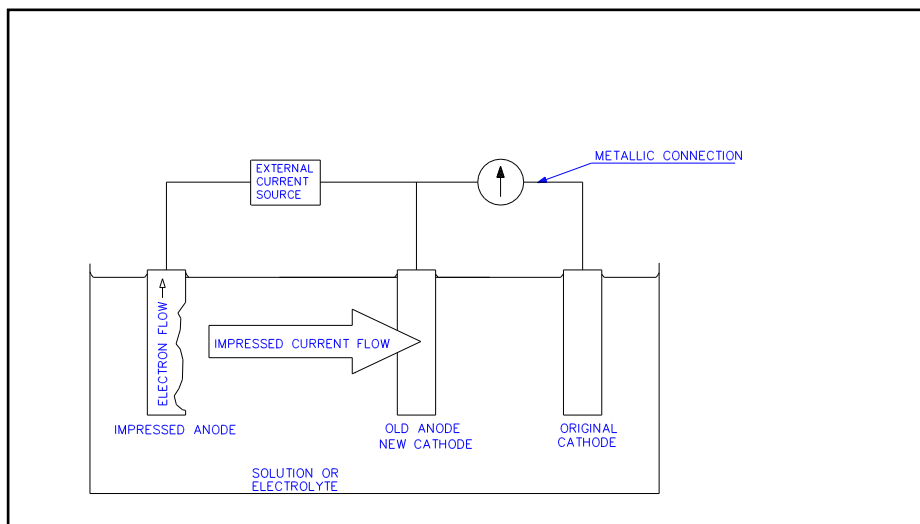 METALLIC CONNECTION
EXTERNAL
CURRENT
SOURCE
ELECTRON FLOW
IMPRESSED CURRENT FLOW
IMPRESSED ANODE
OLD ANODE
NEW CATHODE
ORIGINAL
CATHODE
SOLUTION OR
ELECTROLYTE